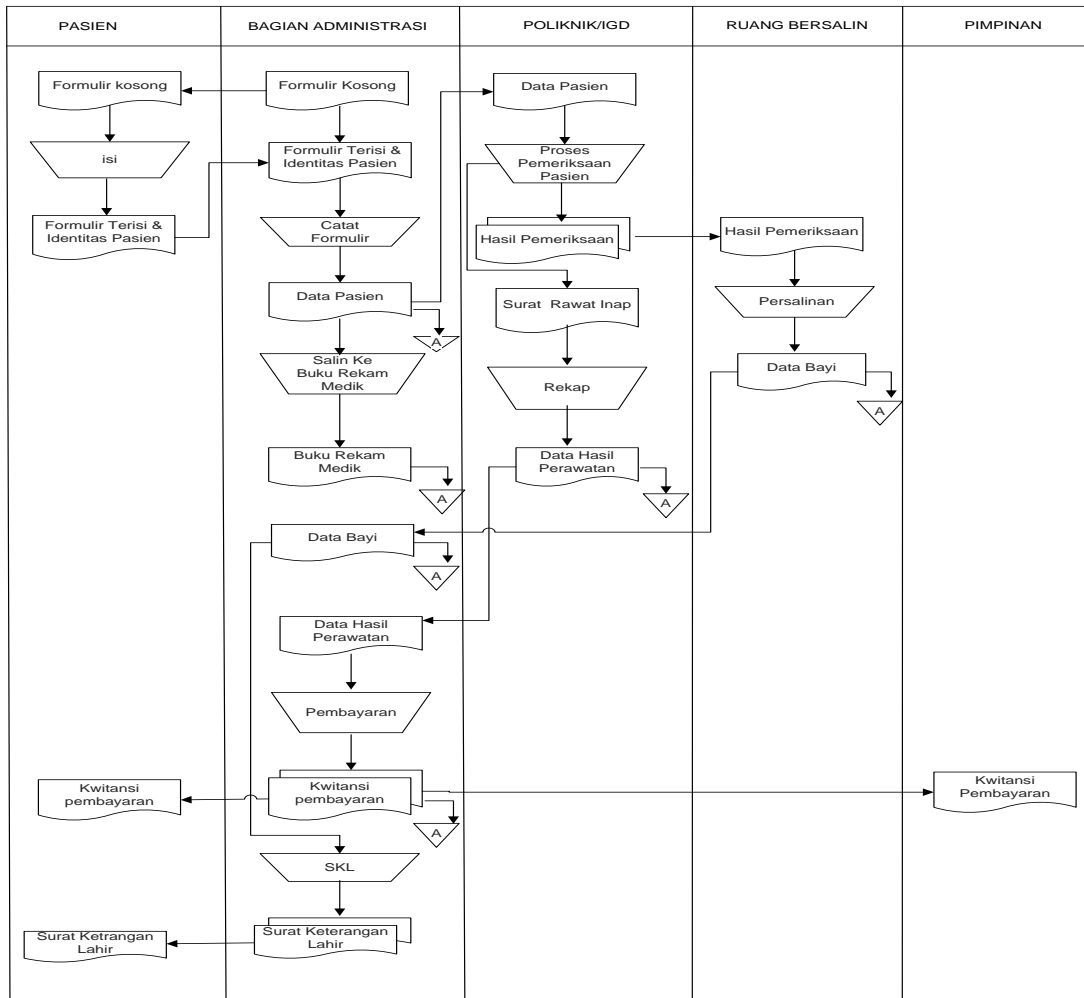 PASIEN
BAGIAN ADMINISTRASI
POLIKNIK/IGD
RUANG BERSALIN
PIMPINAN
Formulir kosong
isi
Formulir Terisi &
Identitas Pasien
Kwitansi
pembayaran
Surat Ketrangan
Lahir
Formulir Kosong
Formulir Terisi &
Identitas Pasien
Catat
Formulir
Data Pasien
A
Salin Ke
Buku Rekam
Medik
Buku Rekam
Medik
A
Data Bayi
A
Data Hasil
Perawatan
Pembayaran
Kwitansi
pembayaran
A
SKL
Surat Keterangan
Lahir
Data Pasien
Proses
Pemeriksaan
Pasien
Hasil Pemeriksaan
Surat Rawat Inap
Rekap
Data Hasil
Perawatan
A
Hasil Pemeriksaan
Persalinan
Data Bayi
A
Kwitansi
Pembayaran